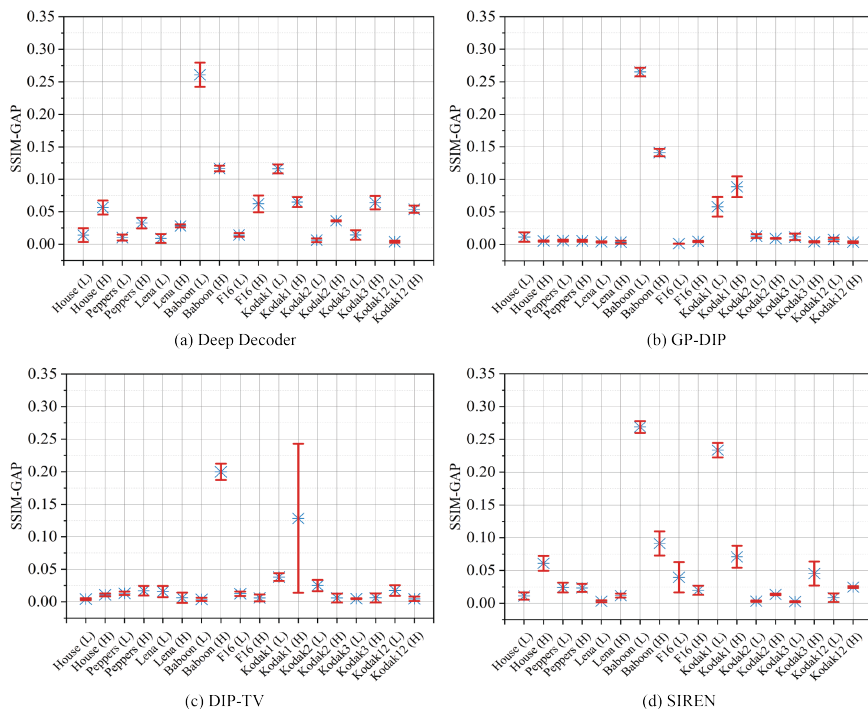 0.35
0.30
0.25
0.20
0.15
0.10
0.05
0.00
SSIM-GAP
House (L)
House (H)
Peppers (L)
Peppers (H)
Lena (L)
Lena (H)
Baboon (L)
Baboon (H)
F16 (L)
F16 (H)
Kodak1 (L)
Kodak1 (H)
Kodak2 (L)
Kodak2 (H)
Kodak3 (L)
Kodak3 (H)
Kodak12 (L)
Kodak12 (H)
(a) Deep Decoder
0.35
0.30
0.25
0.20
0.15
0.10
0.05
0.00
SSIM-GAP
House (L)
House (H)
Peppers (L)
Peppers (H)
Lena (L)
Lena (H)
Baboon (L)
Baboon (H)
F16 (L)
F16 (H)
Kodak1 (L)
Kodak1 (H)
Kodak2 (L)
Kodak2 (H)
Kodak3 (L)
Kodak3 (H)
Kodak12 (L)
Kodak12 (H)
(b) GP-DIP
0.35
0.30
0.25
0.20
0.15
0.10
0.05
0.00
SSIM-GAP
House (L)
House (H)
Peppers (L)
Peppers (H)
Lena (L)
Lena (H)
Baboon (L)
Baboon (H)
F16 (L)
F16 (H)
Kodak1 (L)
Kodak1 (H)
Kodak2 (L)
Kodak2 (H)
Kodak3 (L)
Kodak3 (H)
Kodak12 (L)
Kodak12 (H)
(c) DIP-TV
0.35
0.30
0.25
0.20
0.15
0.10
0.05
0.00
SSIM-GAP
House (L)
House (H)
Peppers (L)
Peppers (H)
Lena (L)
Lena (H)
Baboon (L)
Baboon (H)
F16 (L)
F16 (H)
Kodak1 (L)
Kodak1 (H)
Kodak2 (L)
Kodak2 (H)
Kodak3 (L)
Kodak3 (H)
Kodak12 (L)
Kodak12 (H)
(d) SIREN